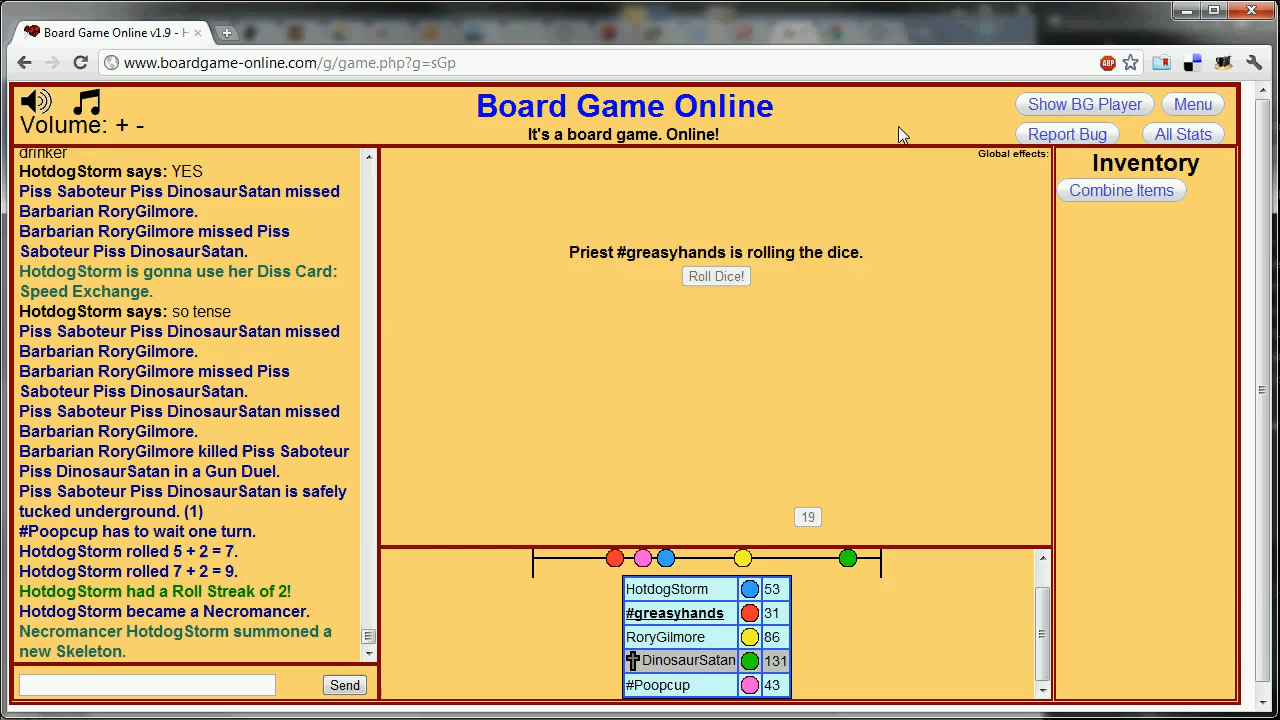 Board Game Online v1.9 - H
www.boardgame-online.com/g/game.php?g=sGp
ABP
Volume: + -
Board Game Online
It's a board game. Online!
Show BG Player
Menu
Report Bug
All Stats
drinker
HotdogStorm says: YES
Piss Saboteur Piss DinosaurSatan missed
Barbarian RoryGilmore.
Barbarian RoryGilmore missed Piss
Saboteur Piss DinosaurSatan.
HotdogStorm is gonna use her Diss Card:
Speed Exchange.
HotdogStorm says: so tense
Piss Saboteur Piss DinosaurSatan missed
Barbarian RoryGilmore.
Barbarian RoryGilmore missed Piss
Saboteur Piss DinosaurSatan.
Piss Saboteur Piss DinosaurSatan missed
Barbarian RoryGilmore.
Barbarian RoryGilmore killed Piss Saboteur
Piss DinosaurSatan in a Gun Duel.
Piss Saboteur Piss DinosaurSatan is safely
tucked underground. (1)
#Poopcup has to wait one turn.
HotdogStorm rolled 5 + 2 = 7.
HotdogStorm rolled 7 + 2 = 9.
HotdogStorm had a Roll Streak of 2!
HotdogStorm became a Necromancer.
Necromancer HotdogStorm summoned a
new Skeleton.
Send
Global effects:
Priest #greasyhands is rolling the dice.
Roll Dice!
19
HotdogStorm 53
#greasyhands 31
RoryGilmore 86
DinosaurSatan 131
#Poopcup 43
Inventory
Combine Items